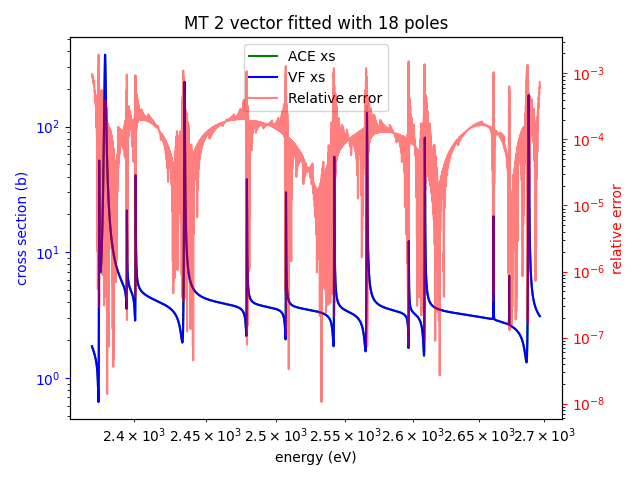 MT 2 vector fitted with 18 poles
ACE xs
VF xs
Relative error
cross section (b)
10²
10¹
10⁰
relative error
10⁻³
10⁻⁴
10⁻⁵
10⁻⁶
10⁻⁷
10⁻⁸
2.4 × 10³ 2.45 × 10³ 2.5 × 10³ 2.55 × 10³ 2.6 × 10³ 2.65 × 10³ 2.7 × 10³
energy (eV)